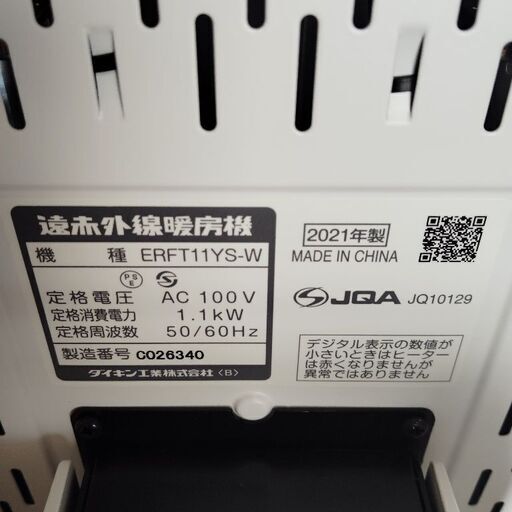 遠赤外線暖房機
機 種 ERFT11YS-W
PS E S
定格電圧 AC 100V
定格消費電力 1.1kW
定格周波数 50/60Hz
製造番号 C026340
ダイキン工業株式会社〈B〉
2021年製
MADE IN CHINA
JQA JQ10129
デジタル表示の数値が
小さいときはヒーター
は赤くなりませんが
異常ではありません